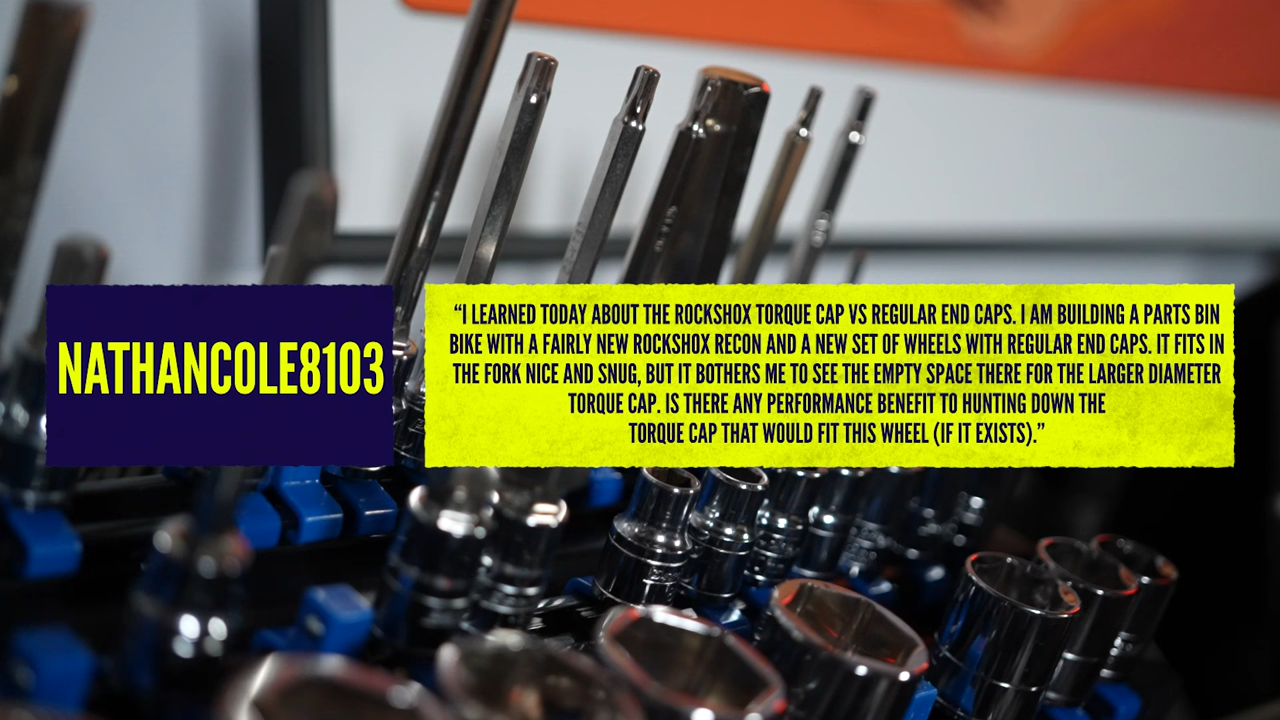 NATHANCOLE8103
“I LEARNED TODAY ABOUT THE ROCKSHOX TORQUE CAP VS REGULAR END CAPS. I AM BUILDING A PARTS BIN
BIKE WITH A FAIRLY NEW ROCKSHOX RECON AND A NEW SET OF WHEELS WITH REGULAR END CAPS. IT FITS IN
THE FORK NICE AND SNUG, BUT IT BOTHERS ME TO SEE THE EMPTY SPACE THERE FOR THE LARGER DIAMETER
TORQUE CAP. IS THERE ANY PERFORMANCE BENEFIT TO HUNTING DOWN THE
TORQUE CAP THAT WOULD FIT THIS WHEEL (IF IT EXISTS).”